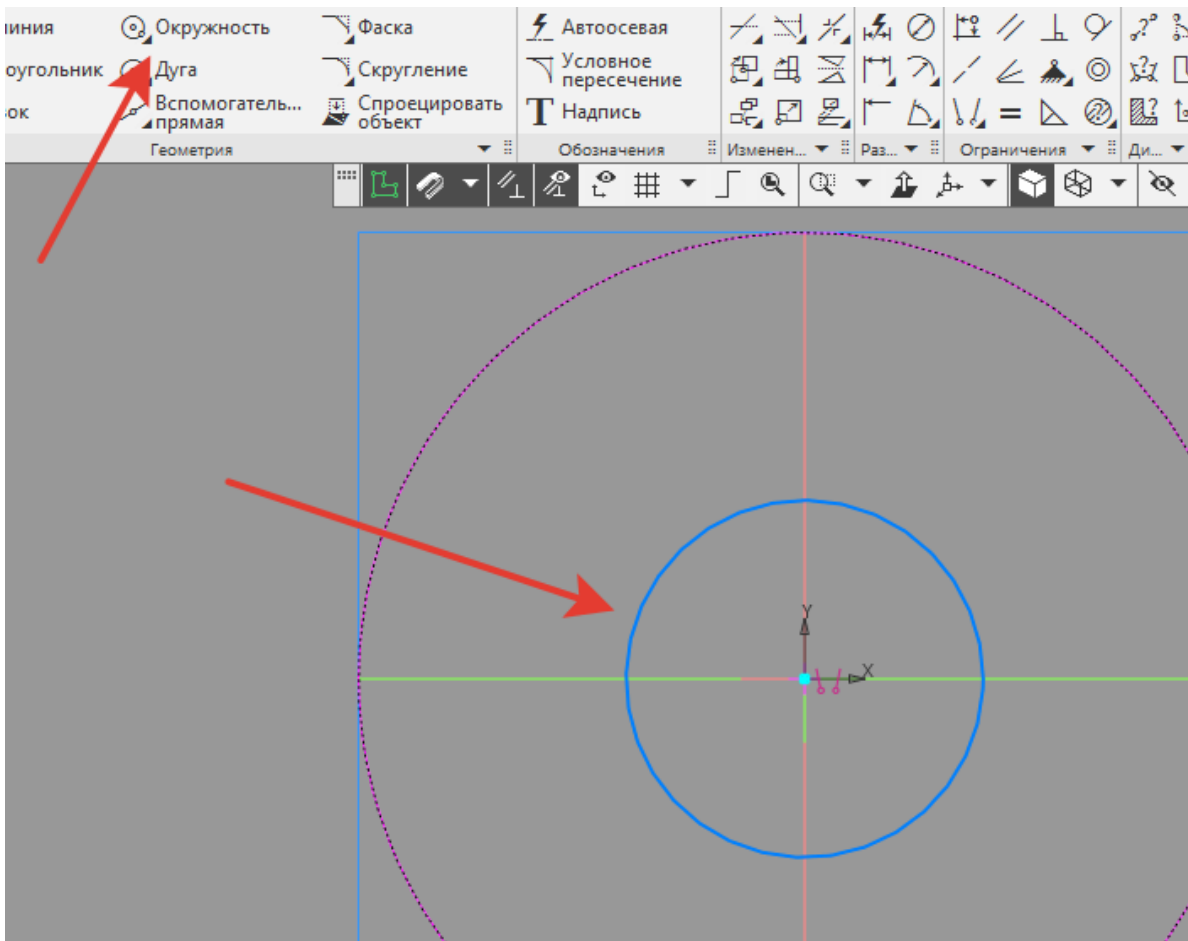 иния
Окружность
Фаска
Автоосевая
оугольник
Дуга
Скругление
Условное
пересечение
ок
Вспомогатель...
прямая
Спроецировать
объект
Надпись
Геометрия
Обозначения
Изменен...
Раз...
Ограничения
Ди...
Y
X